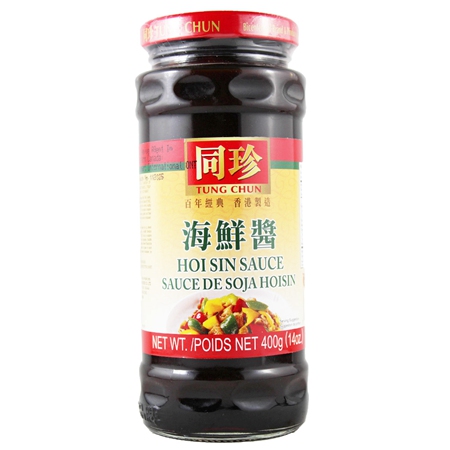 TUNG CHUN
同珍
TUNG CHUN
百年經典 香港製造
海鮮醬
HOI SIN SAUCE
SAUCE DE SOJA HOISIN
NET WT. /POIDS NET 400g (14oz.)